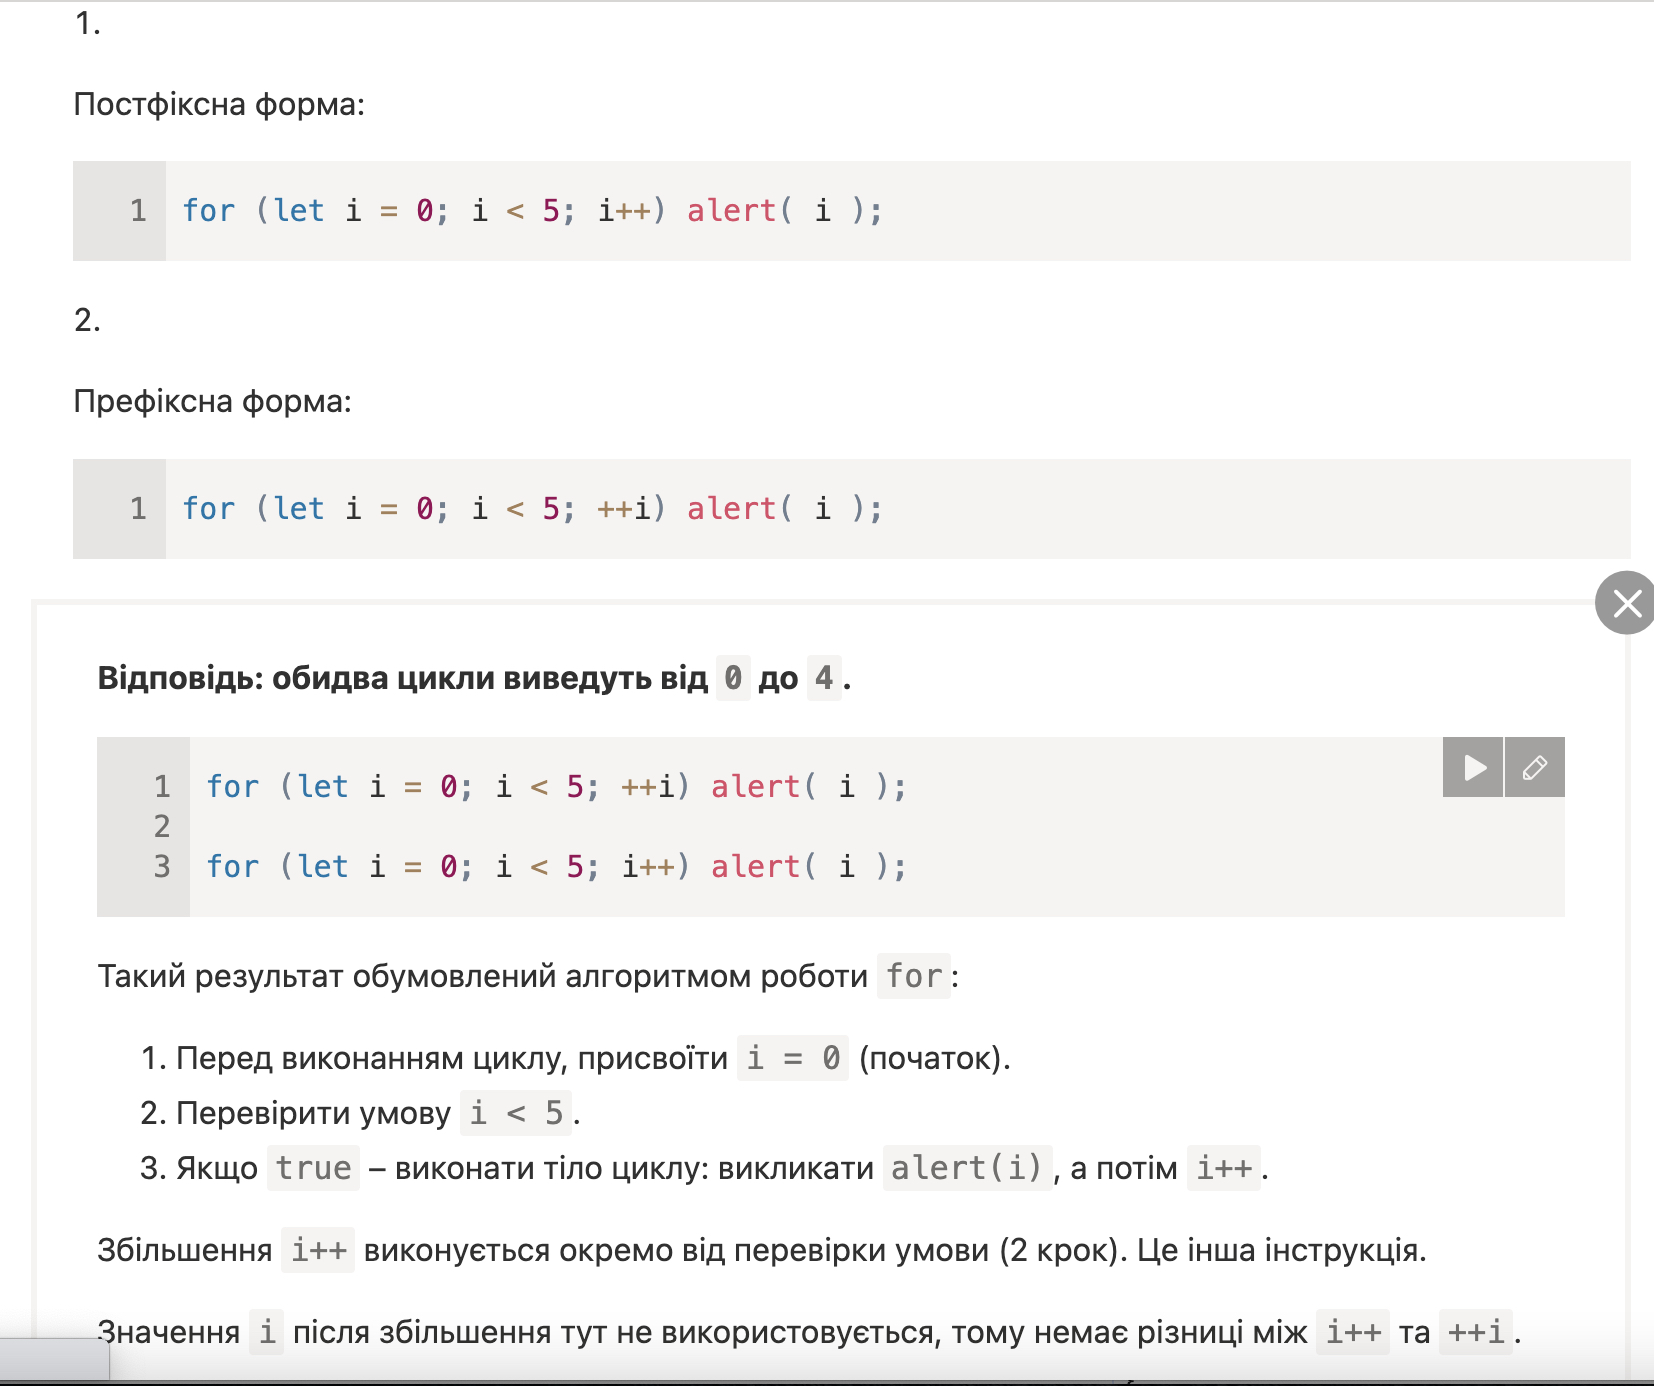 1.
Постфіксна форма:
1 for (let i = 0; i < 5; i++) alert( i );
2.
Префіксна форма:
1 for (let i = 0; i < 5; ++i) alert( i );
Відповідь: обидва цикли виведуть від 0 до 4.
1 for (let i = 0; i < 5; ++i) alert( i );
2
3 for (let i = 0; i < 5; i++) alert( i );
Такий результат обумовлений алгоритмом роботи for:
1. Перед виконанням циклу, присвоїти i = 0 (початок).
2. Перевірити умову i < 5.
3. Якщо true – виконати тіло циклу: викликати alert(i), а потім i++.
Збільшення i++ виконується окремо від перевірки умови (2 крок). Це інша інструкція.
Значення i після збільшення тут не використовується, тому немає різниці між i++ та ++i.